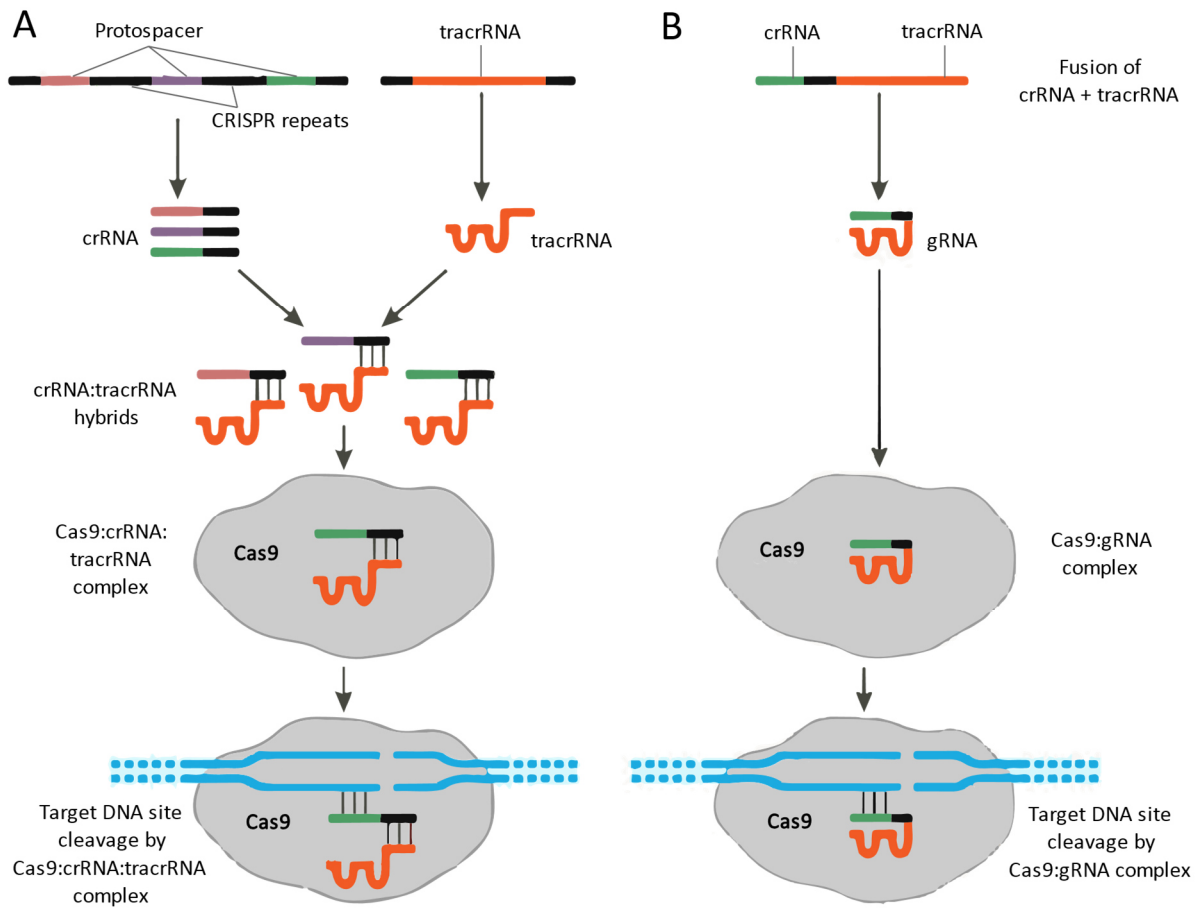 A
Protospacer
tracrRNA
CRISPR repeats
crRNA
tracrRNA
crRNA:tracrRNA
hybrids
Cas9:crRNA:
tracrRNA
complex
Cas9
Target DNA site
cleavage by
Cas9:crRNA:tracrRNA
complex
Cas9
B
crRNA
tracrRNA
Fusion of
crRNA + tracrRNA
gRNA
Cas9
Cas9:gRNA
complex
Cas9
Target DNA site
cleavage by
Cas9:gRNA complex